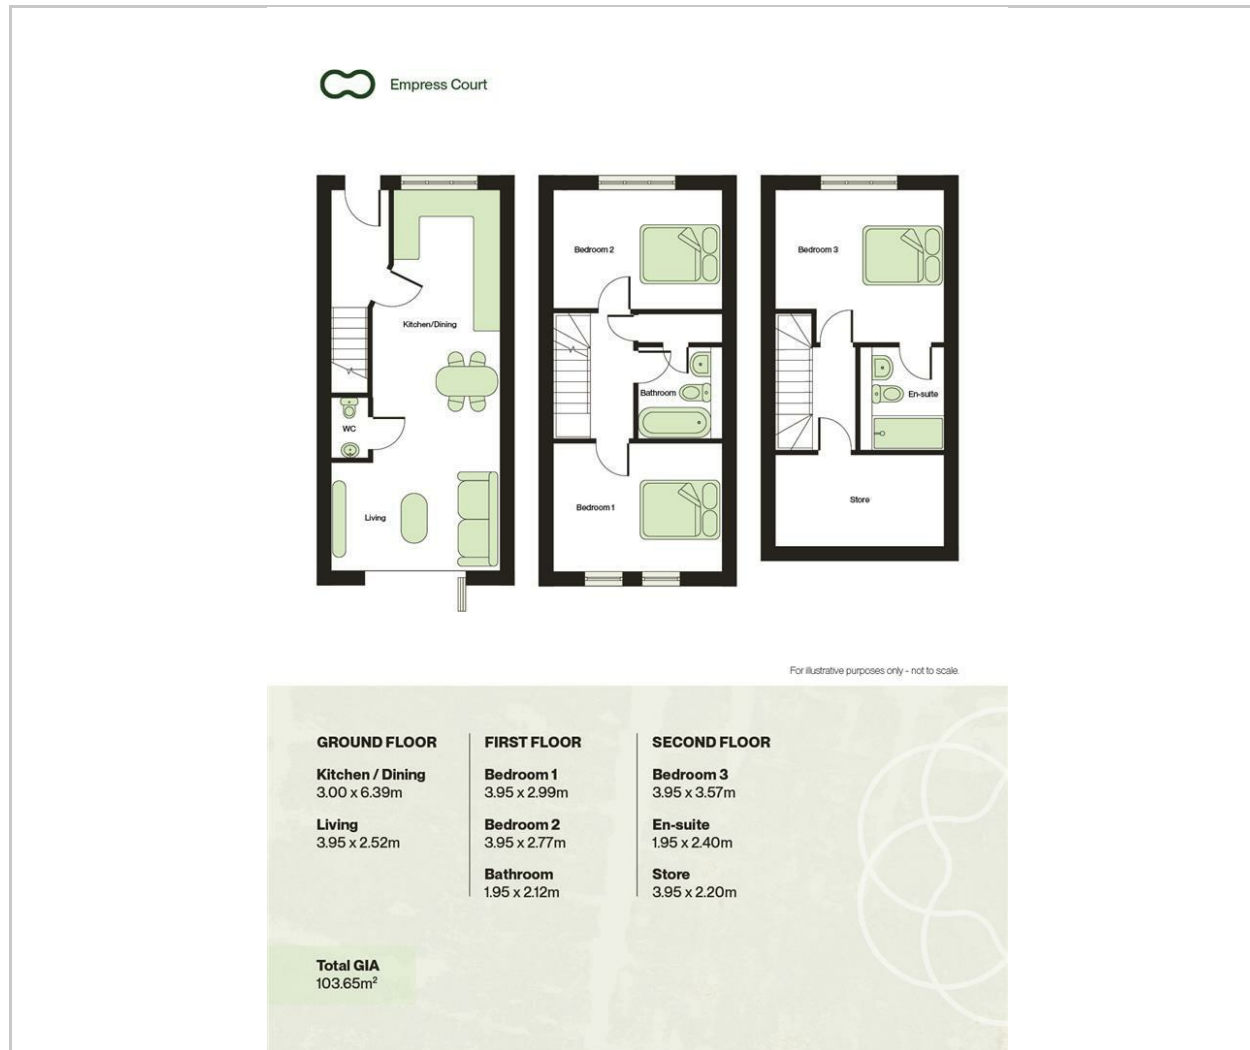 Empress Court
Bedroom 2
Bedroom 3
Kitchen/Dining
Bathroom
En-suite
WC
Store
Bedroom 1
Living
For illustrative purposes only - not to scale.
GROUND FLOOR
Kitchen / Dining
3.00 x 6.39m
Living
3.95 x 2.52m
FIRST FLOOR
Bedroom 1
3.95 x 2.99m
Bedroom 2
3.95 x 2.77m
Bathroom
1.95 x 2.12m
SECOND FLOOR
Bedroom 3
3.95 x 3.57m
En-suite
1.95 x 2.40m
Store
3.95 x 2.20m
Total GIA
103.65m²